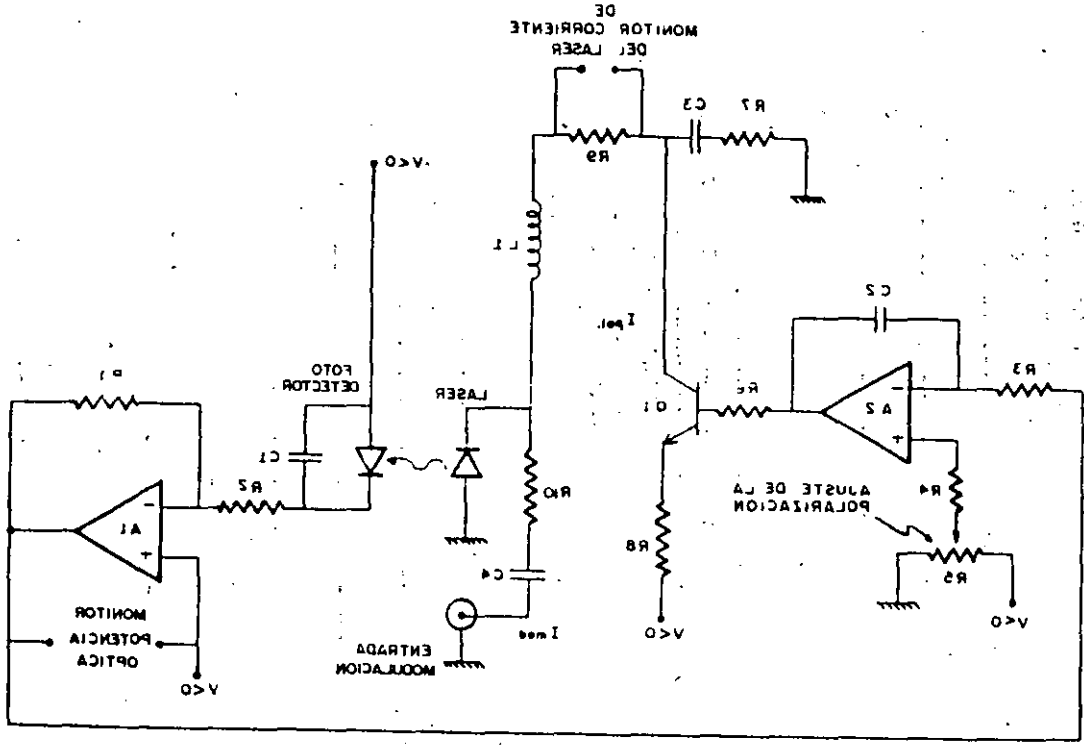 MONITOR CORRIENTE
DE
DEL LASER
R7
C3
R9
V<0
L1
C2
I pol.
R3
FOTO
DETECTOR
LASER
R6
Q1
A2
-
+
C1
R2
R10
A1
-
+
R4
AJUSTE DE LA
POLARIZACION
R8
R5
C4
V<0
V<0
I mod
MONITOR
POTENCIA
OPTICA
ENTRADA
MODULACION
V<0